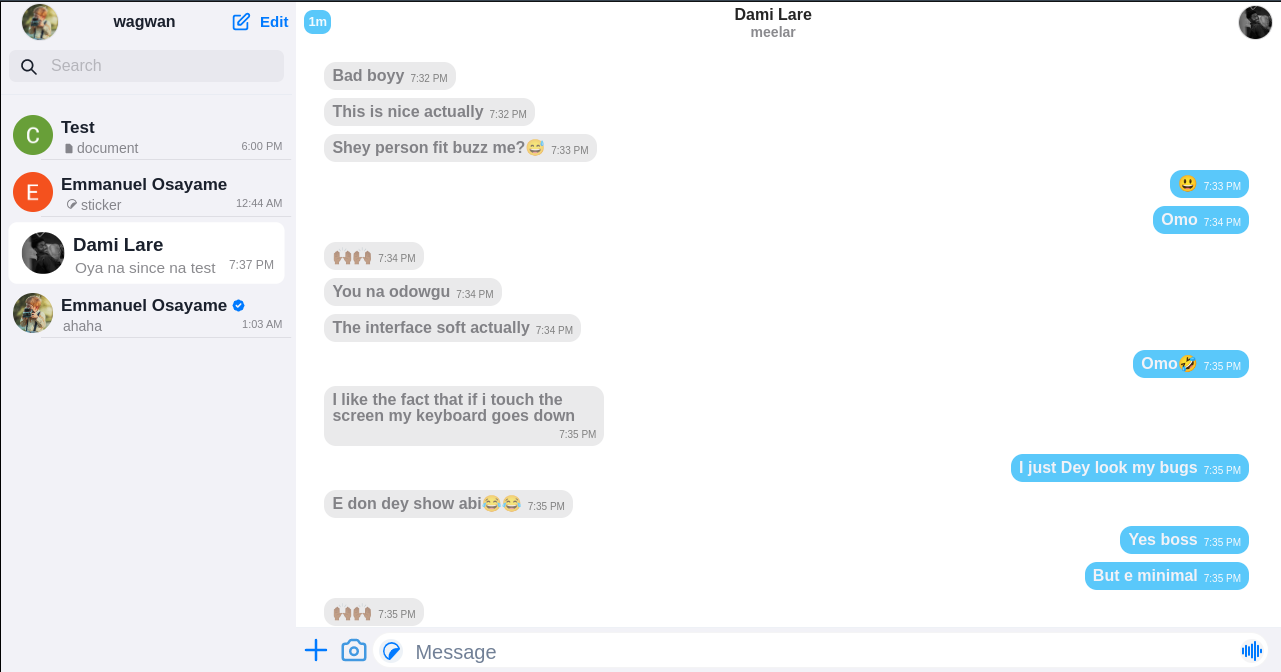 wagwan
Edit
Search
C
Test
document
6:00 PM
E
Emmanuel Osayame
sticker
12:44 AM
Dami Lare
Oya na since na test
7:37 PM
Emmanuel Osayame
ahaha
1:03 AM
1m
Dami Lare
meelar
Bad boyy 7:32 PM
This is nice actually 7:32 PM
Shey person fit buzz me?😅 7:33 PM
😃 7:33 PM
Omo 7:34 PM
🙌🏽🙌🏽 7:34 PM
You na odowgu 7:34 PM
The interface soft actually 7:34 PM
Omo🤣 7:35 PM
I like the fact that if i touch the
screen my keyboard goes down
7:35 PM
I just Dey look my bugs 7:35 PM
E don dey show abi😂😂 7:35 PM
Yes boss 7:35 PM
But e minimal 7:35 PM
🙌🏽🙌🏽 7:35 PM
Message